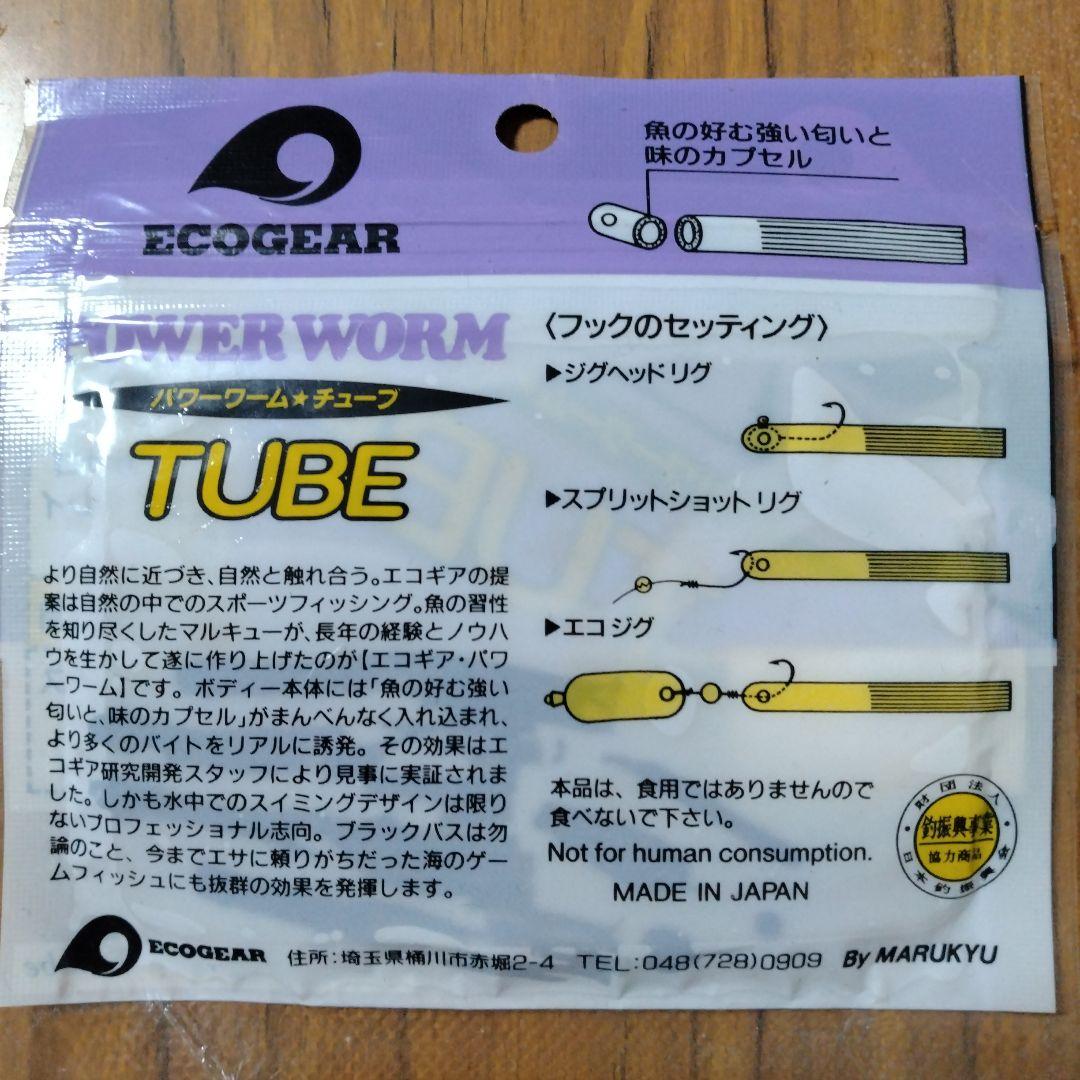 ECOGEAR
魚の好む強い匂いと
味のカプセル
POWER WORM
パワーワーム★チューブ
TUBE
より自然に近づき、自然と触れ合う。エコギアの提
案は自然の中でのスポーツフィッシング。魚の習性
を知り尽くしたマルキューが、長年の経験とノウハ
ウを生かして遂に作り上げたのが【エコギア・パワ
ーワーム】です。ボディー本体には「魚の好む強い
匂いと、味のカプセル」がまんべんなく入れ込まれ、
より多くのバイトをリアルに誘発。その効果はエ
コギア研究開発スタッフにより見事に実証されま
した。しかも水中でのスイミングデザインは限り
ないプロフェッショナル志向。ブラックバスは勿
論のこと、今までエサに頼りがちだった海のゲー
ムフィッシュにも抜群の効果を発揮します。
〈フックのセッティング〉
▶ジグヘッドリグ
▶スプリットショットリグ
▶エコジグ
本品は、食用ではありませんので
食べないで下さい。
Not for human consumption.
MADE IN JAPAN
財団法人
釣振興事業
協力商品
日本釣振興会
ECOGEAR 住所:埼玉県桶川市赤堀2-4 TEL:048(728)0909 By MARUKYU